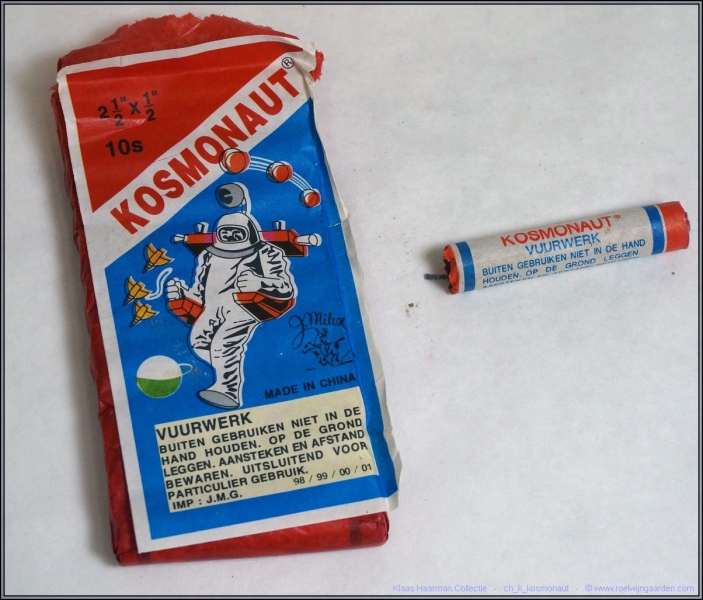 2 1/2" x 1/2"
10s
KOSMONAUT®
J. Mitex
MADE IN CHINA
VUURWERK
BUITEN GEBRUIKEN NIET IN DE
HAND HOUDEN. OP DE GROND
LEGGEN. AANSTEKEN EN AFSTAND
BEWAREN. UITSLUITEND VOOR
PARTICULIER GEBRUIK.
98 / 99 / 00 / 01
IMP : J.M.G.
KOSMONAUT®
VUURWERK
BUITEN GEBRUIKEN NIET IN DE HAND
HOUDEN. OP DE GROND LEGGEN.
Klaas Haarman Collectie - ch_k_kosmonaut - © www.roelwijngaarden.com